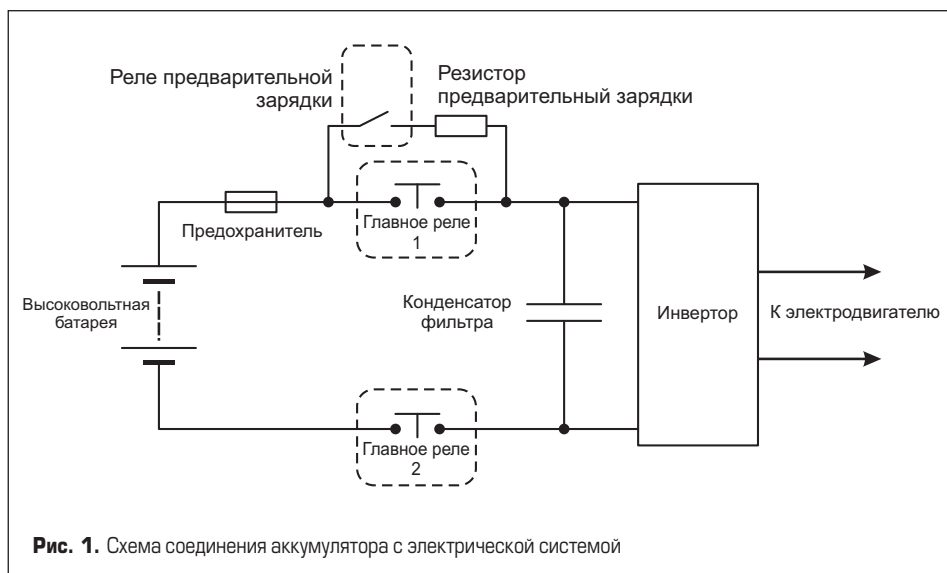 Реле предварительной
зарядки
Резистор
предварительный зарядки
Предохранитель
Главное реле
1
Высоковольтная
батарея
Конденсатор
фильтра
Инвертор
К электродвигателю
Главное реле
2
Рис. 1. Схема соединения аккумулятора с электрической системой